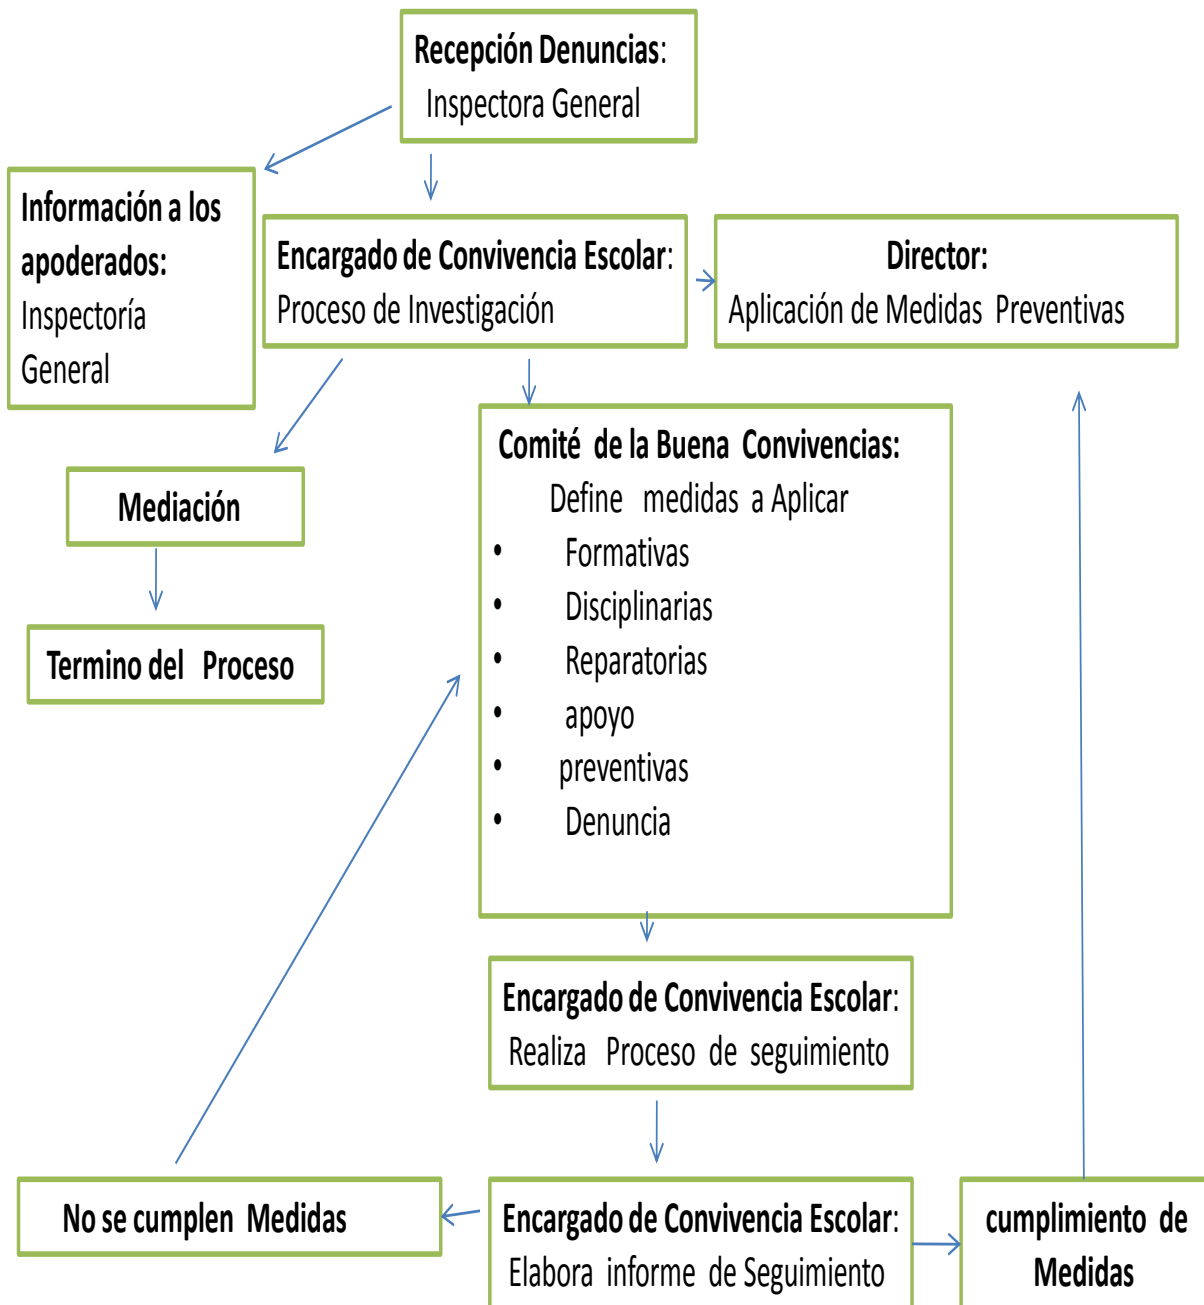 Recepción Denuncias:
Inspectora General
Información a los
apoderados:
Inspectoría
General
Encargado de Convivencia Escolar:
Proceso de Investigación
Director:
Aplicación de Medidas Preventivas
Mediación
Termino del Proceso
Comité de la Buena Convivencias:
Define medidas a Aplicar
• Formativas
• Disciplinarias
• Reparatorias
• apoyo
• preventivas
• Denuncia
Encargado de Convivencia Escolar:
Realiza Proceso de seguimiento
No se cumplen Medidas
Encargado de Convivencia Escolar:
Elabora informe de Seguimiento
cumplimiento de
Medidas